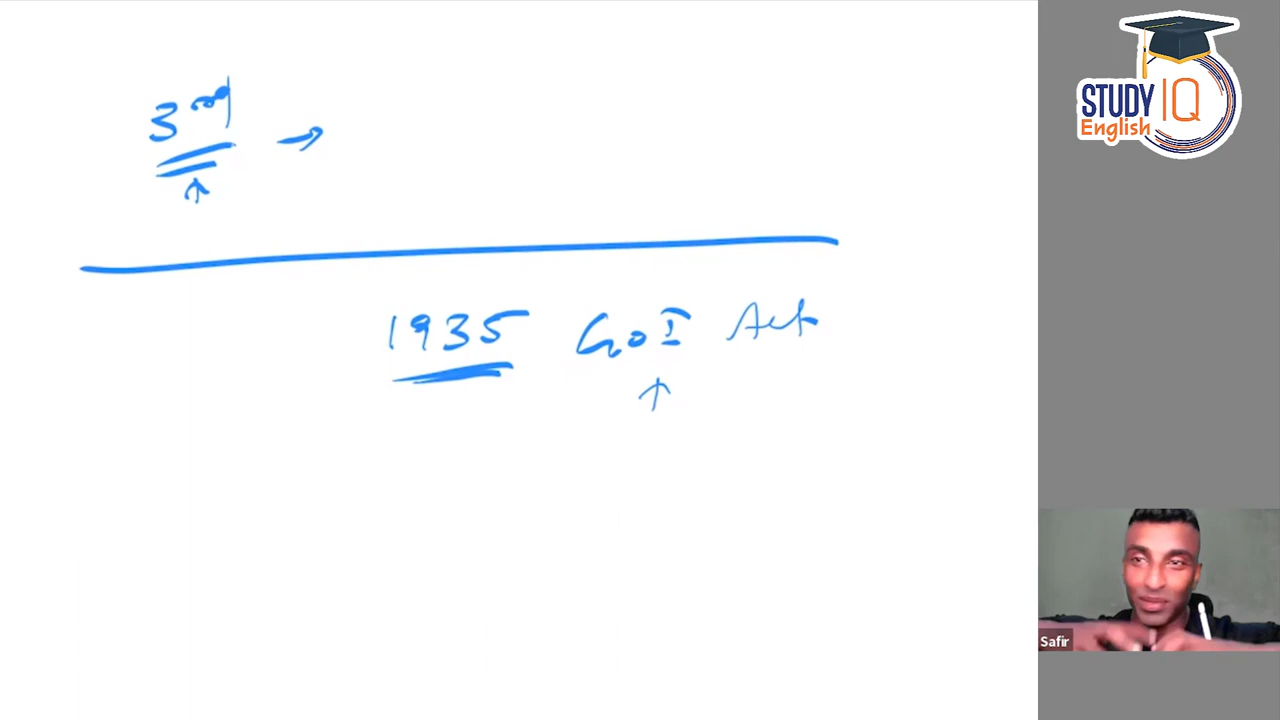 3rd →
1935 GoI Act
STUDY IQ
English
Safir